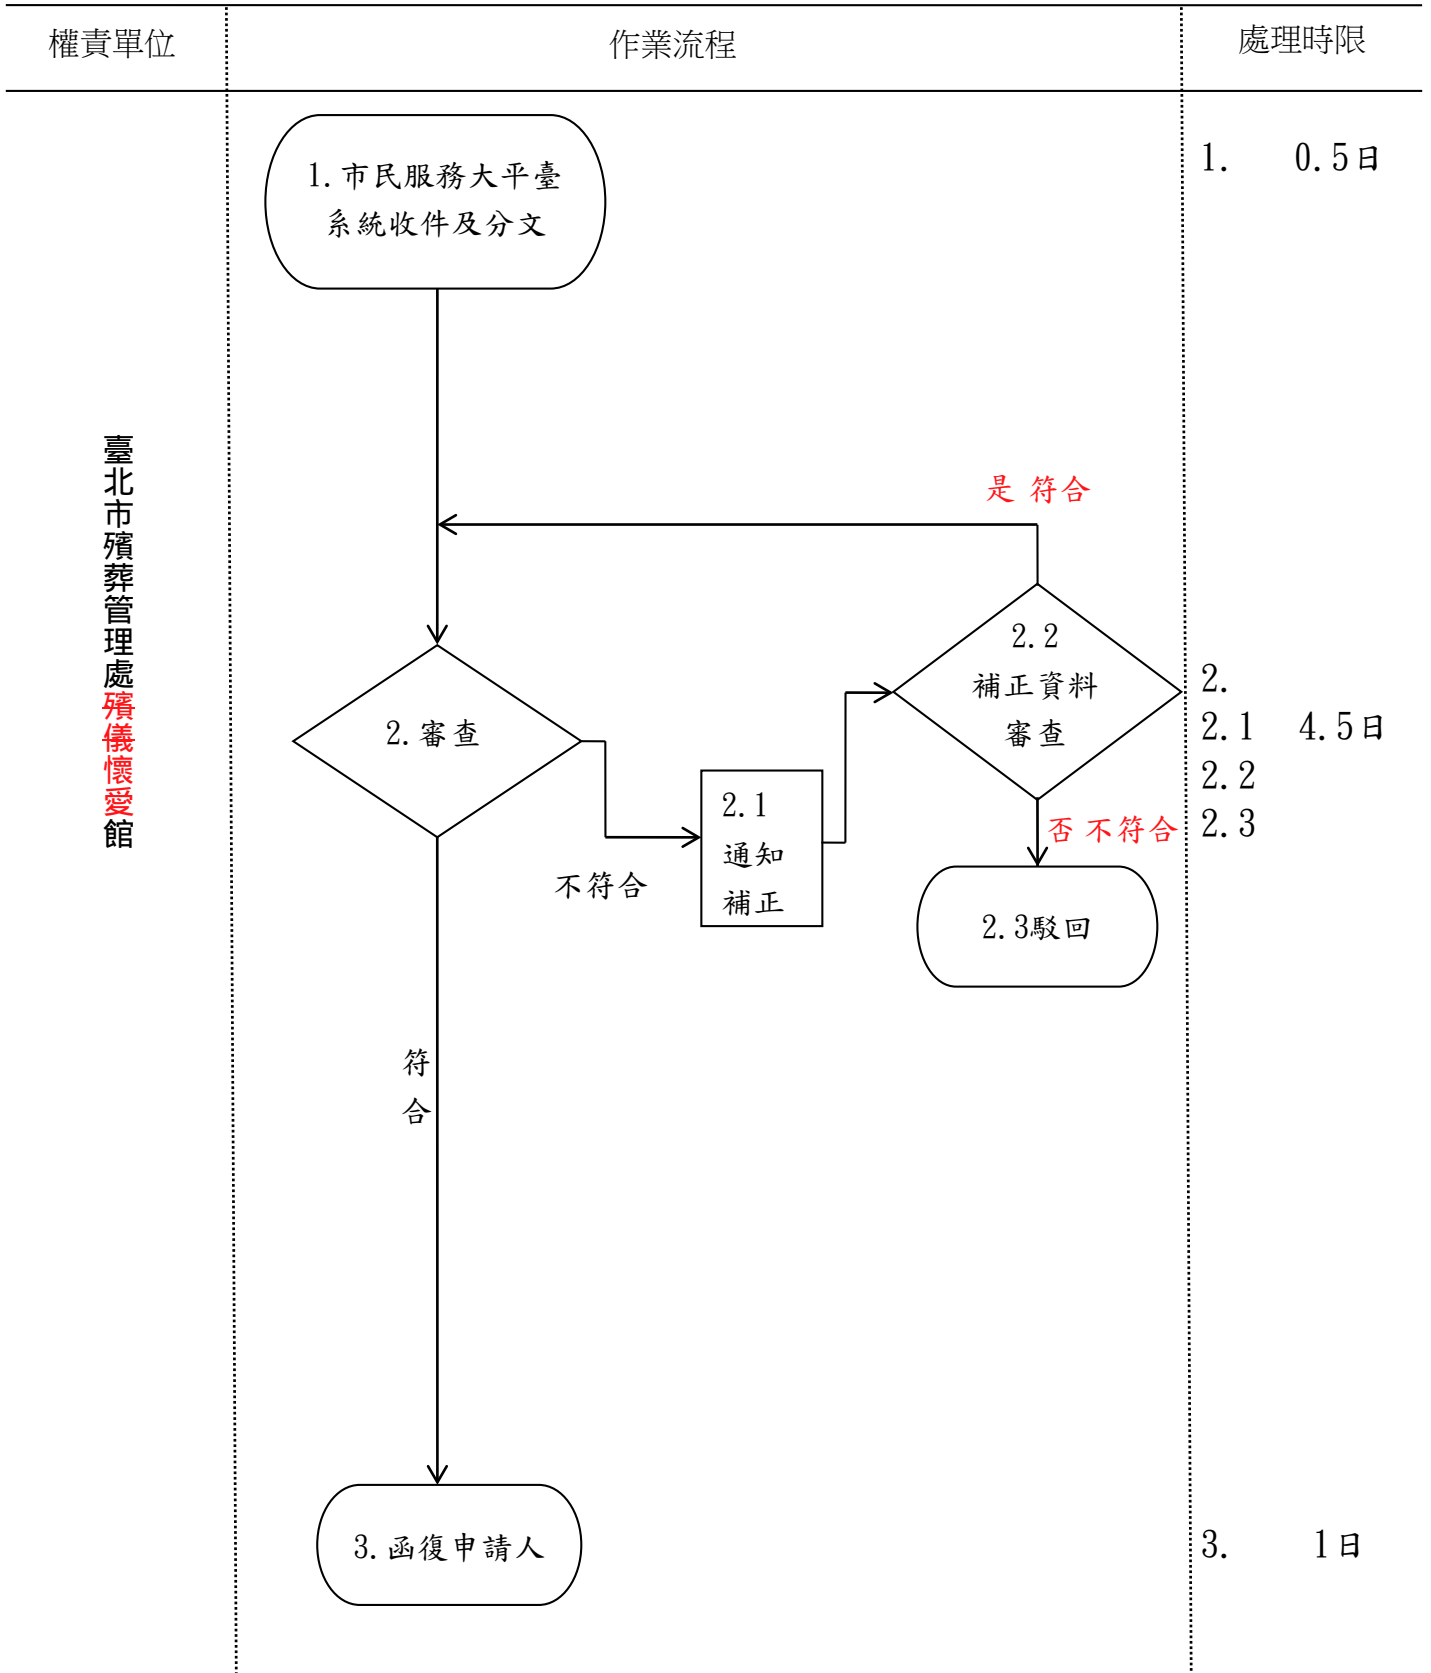 權責單位
作業流程
處理時限
1.市民服務大平臺
系統收件及分文
1. 0.5日
臺北市殯葬管理處殯儀懷愛館
是 符合
2.審查
2.2
補正資料
審查
2.
2.1 4.5日
2.2
2.3
2.1
通知
補正
不符合
否 不符合
2.3駁回
符
合
3.函復申請人
3. 1日